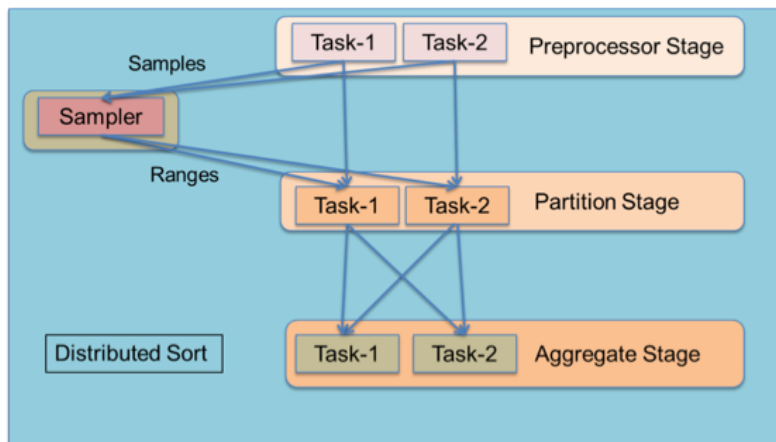 Task-1 Task-2 Preprocessor Stage
Samples
Sampler
Ranges
Task-1 Task-2 Partition Stage
Distributed Sort
Task-1 Task-2 Aggregate Stage